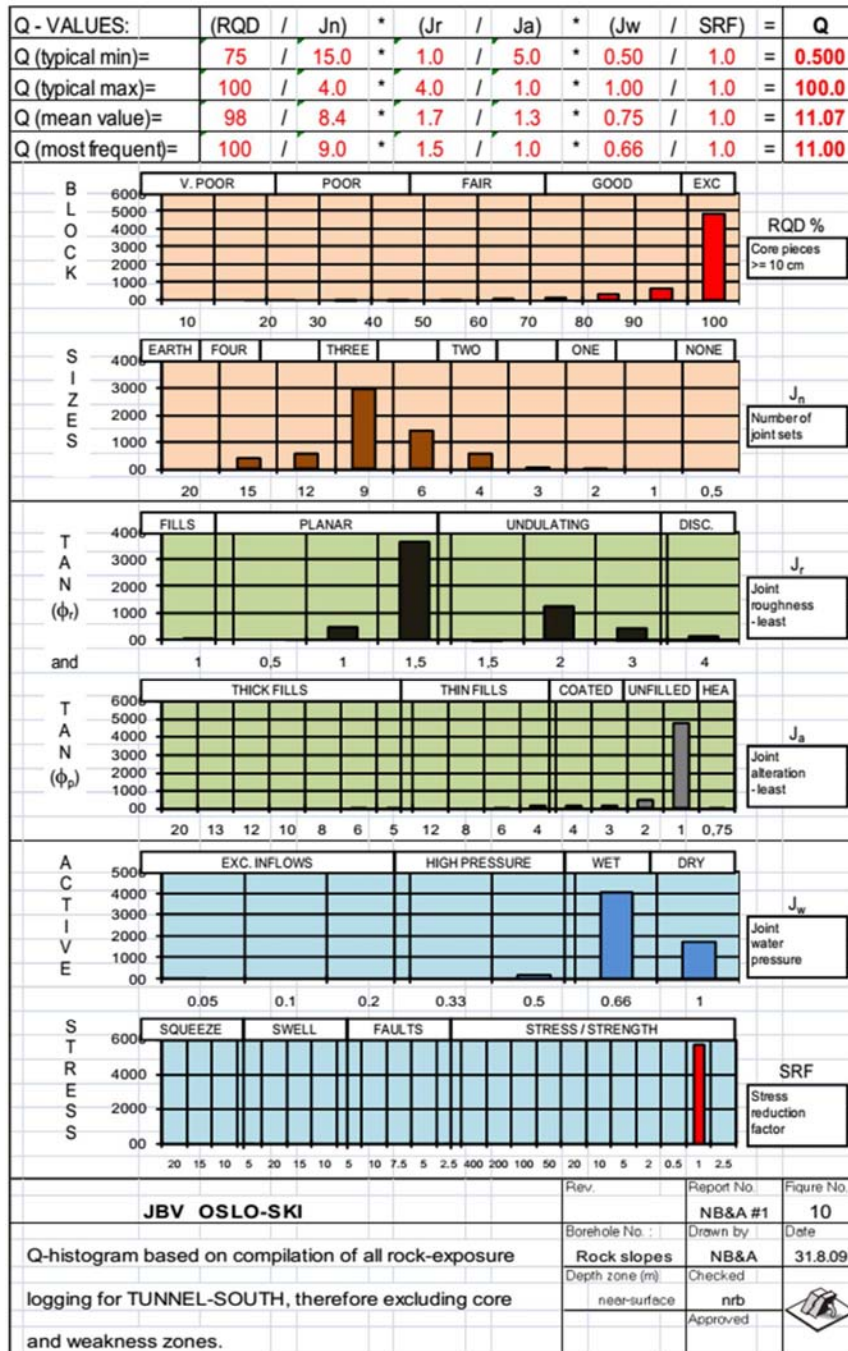 Q - VALUES: (RQD / Jn) * (Jr / Ja) * (Jw / SRF) = Q
Q (typical min)= 75 / 15.0 * 1.0 / 5.0 * 0.50 / 1.0 = 0.500
Q (typical max)= 100 / 4.0 * 4.0 / 1.0 * 1.00 / 1.0 = 100.0
Q (mean value)= 98 / 8.4 * 1.7 / 1.3 * 0.75 / 1.0 = 11.07
Q (most frequent)= 100 / 9.0 * 1.5 / 1.0 * 0.66 / 1.0 = 11.00
BLOCK
V. POOR POOR FAIR GOOD EXC
6000
5000
4000
3000
2000
1000
00
10 20 30 40 50 60 70 80 90 100
RQD %
Core pieces
>= 10 cm
SIZES
EARTH FOUR THREE TWO ONE NONE
4000
3000
2000
1000
00
20 15 12 9 6 4 3 2 1 0,5
Jn
Number of
joint sets
TAN
(ϕr)
and
FILLS PLANAR UNDULATING DISC.
4000
3000
2000
1000
00
1 0,5 1 1,5 1,5 2 3 4
Jr
Joint
roughness
- least
TAN
(ϕp)
THICK FILLS THIN FILLS COATED UNFILLED HEA
6000
5000
4000
3000
2000
1000
00
20 13 12 10 8 6 5 12 8 6 4 4 3 2 1 0,75
Ja
Joint
alteration
- least
ACTIVE
EXC. INFLOWS HIGH PRESSURE WET DRY
5000
4000
3000
2000
1000
00
0.05 0.1 0.2 0.33 0.5 0.66 1
Jw
Joint
water
pressure
STRESS
SQUEEZE SWELL FAULTS STRESS / STRENGTH
6000
4000
2000
00
20 15 10 5 20 15 10 5 10 7.5 5 2.5 400 200 100 50 20 10 5 2 0.5 1 2.5
SRF
Stress
reduction
factor
JBV OSLO-SKI
Q-histogram based on compilation of all rock-exposure
logging for TUNNEL-SOUTH, therefore excluding core
and weakness zones.
Rev. Report No. Figure No.
NB&A #1 10
Borehole No. : Drawn by Date
Rock slopes NB&A 31.8.09
Depth zone (m) Checked
near-surface nrb
Approved